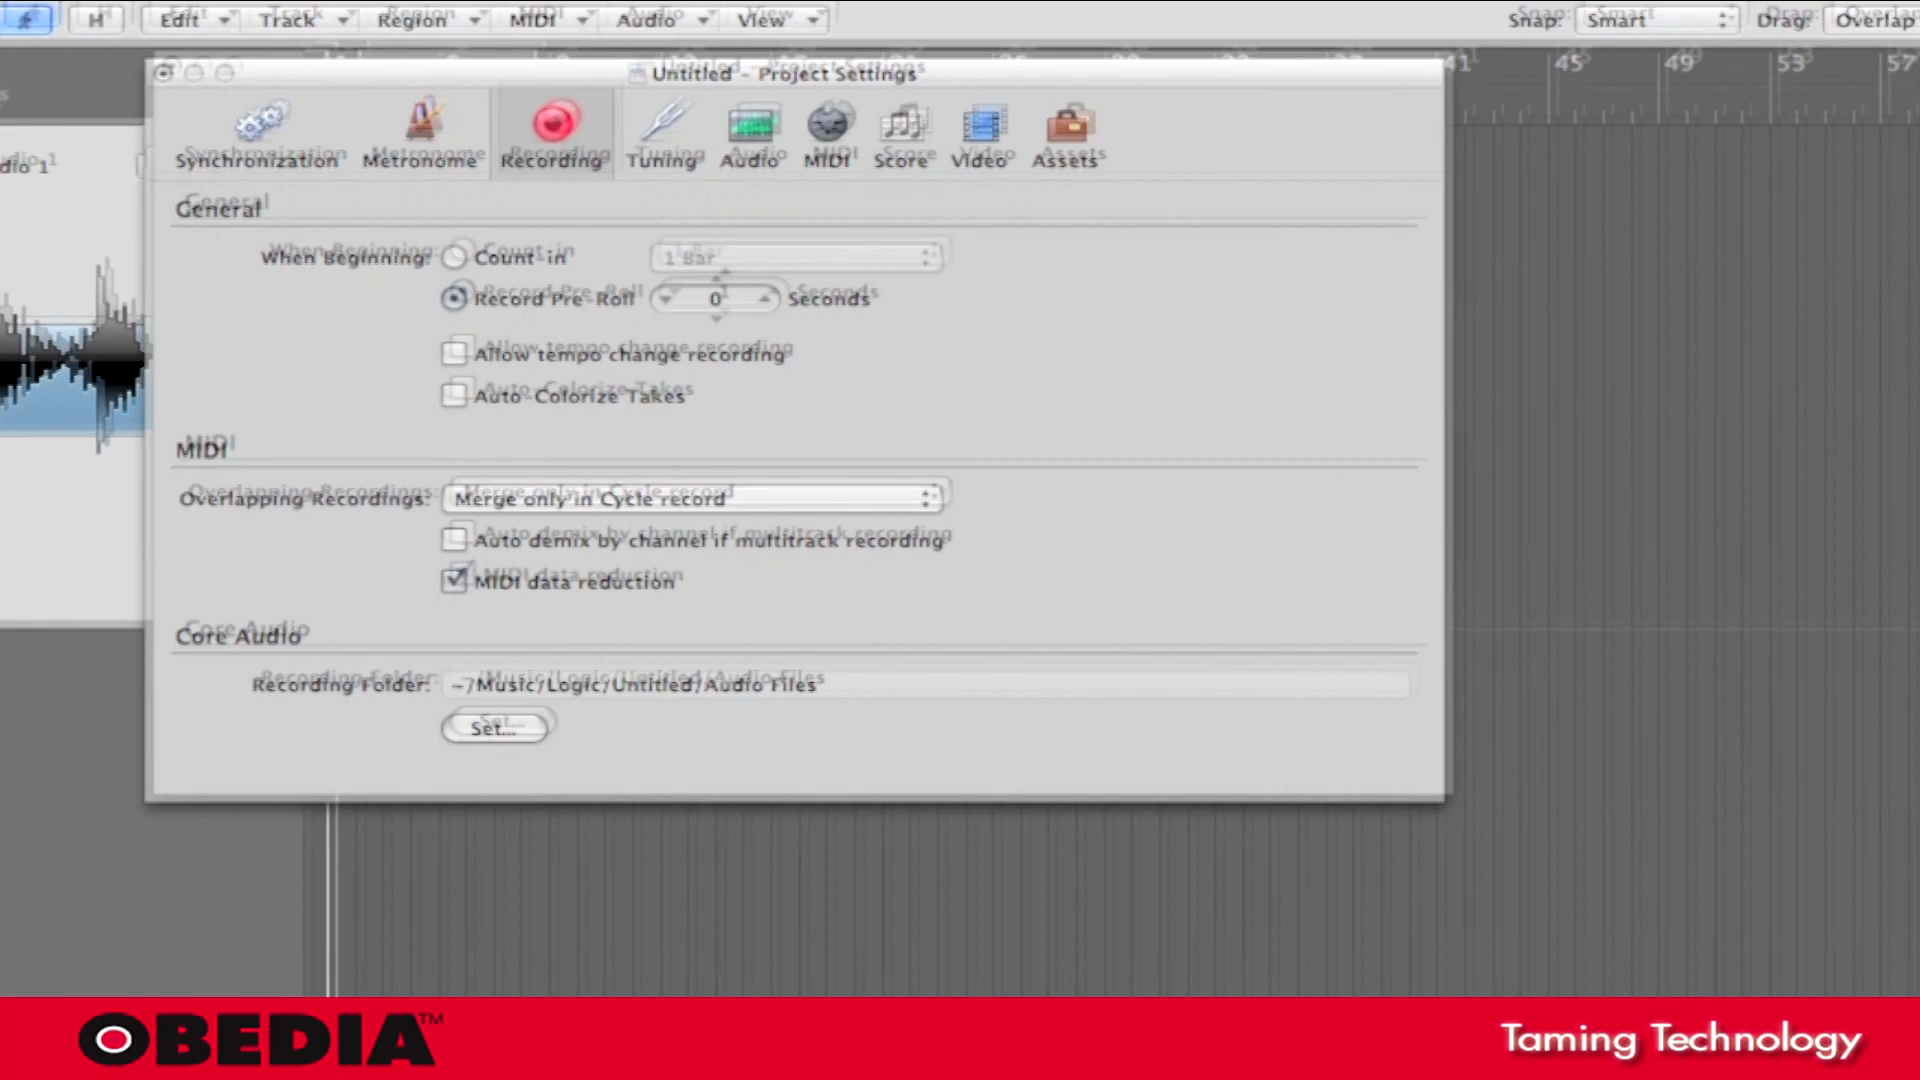 H Edit Track Region MIDI Audio View Snap: Smart Drag: Overlap
Untitled - Project Settings 41 45 49 53 57
Synchronization Metronome Recording Tuning Audio MIDI Score Video Assets
dio 1
General
When Beginning: Count-in 1 Bar
Record Pre-Roll 0 Seconds
Allow tempo change recording
Auto-Colorize Takes
MIDI
Overlapping Recordings: Merge only in Cycle record
Auto demix by channel if multitrack recording
MIDI data reduction
Core Audio
Recording Folder: ~/Music/Logic/Untitled/Audio Files
Set...
OBEDIA™
Taming Technology